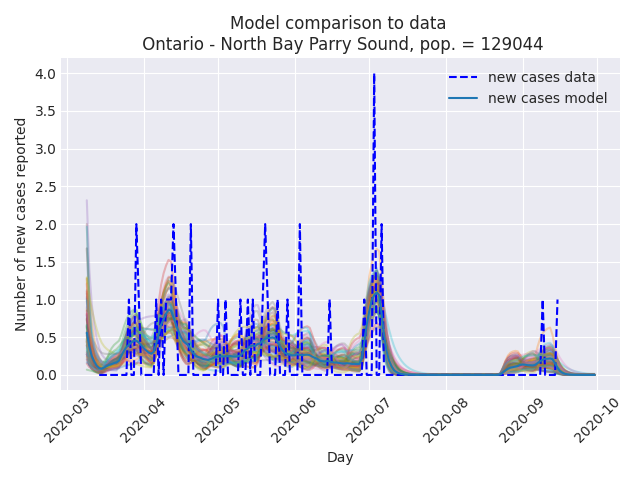 Model comparison to data
Ontario - North Bay Parry Sound, pop. = 129044
new cases data
new cases model
Number of new cases reported
4.0
3.5
3.0
2.5
2.0
1.5
1.0
0.5
0.0
2020-03
2020-04
2020-05
2020-06
2020-07
2020-08
2020-09
2020-10
Day